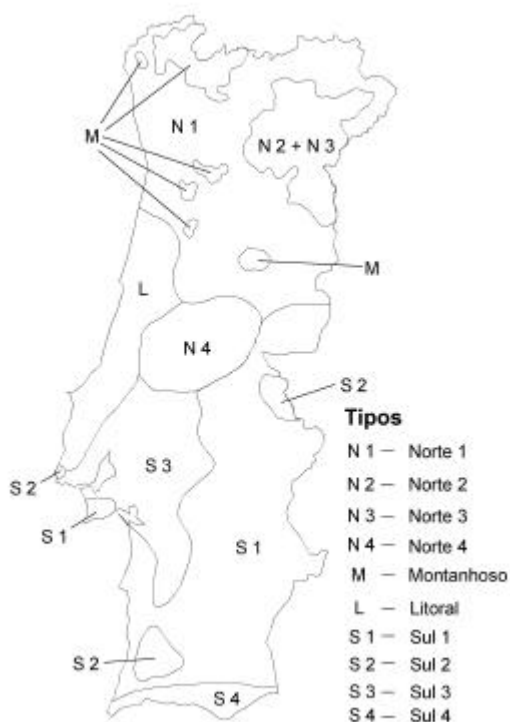 N 1
N 2 + N 3
M
M
L
N 4
S 2
S 3
S 2
S 1
S 1
S 2
S 4
Tipos
N 1 – Norte 1
N 2 – Norte 2
N 3 – Norte 3
N 4 – Norte 4
M – Montanhoso
L – Litoral
S 1 – Sul 1
S 2 – Sul 2
S 3 – Sul 3
S 4 – Sul 4